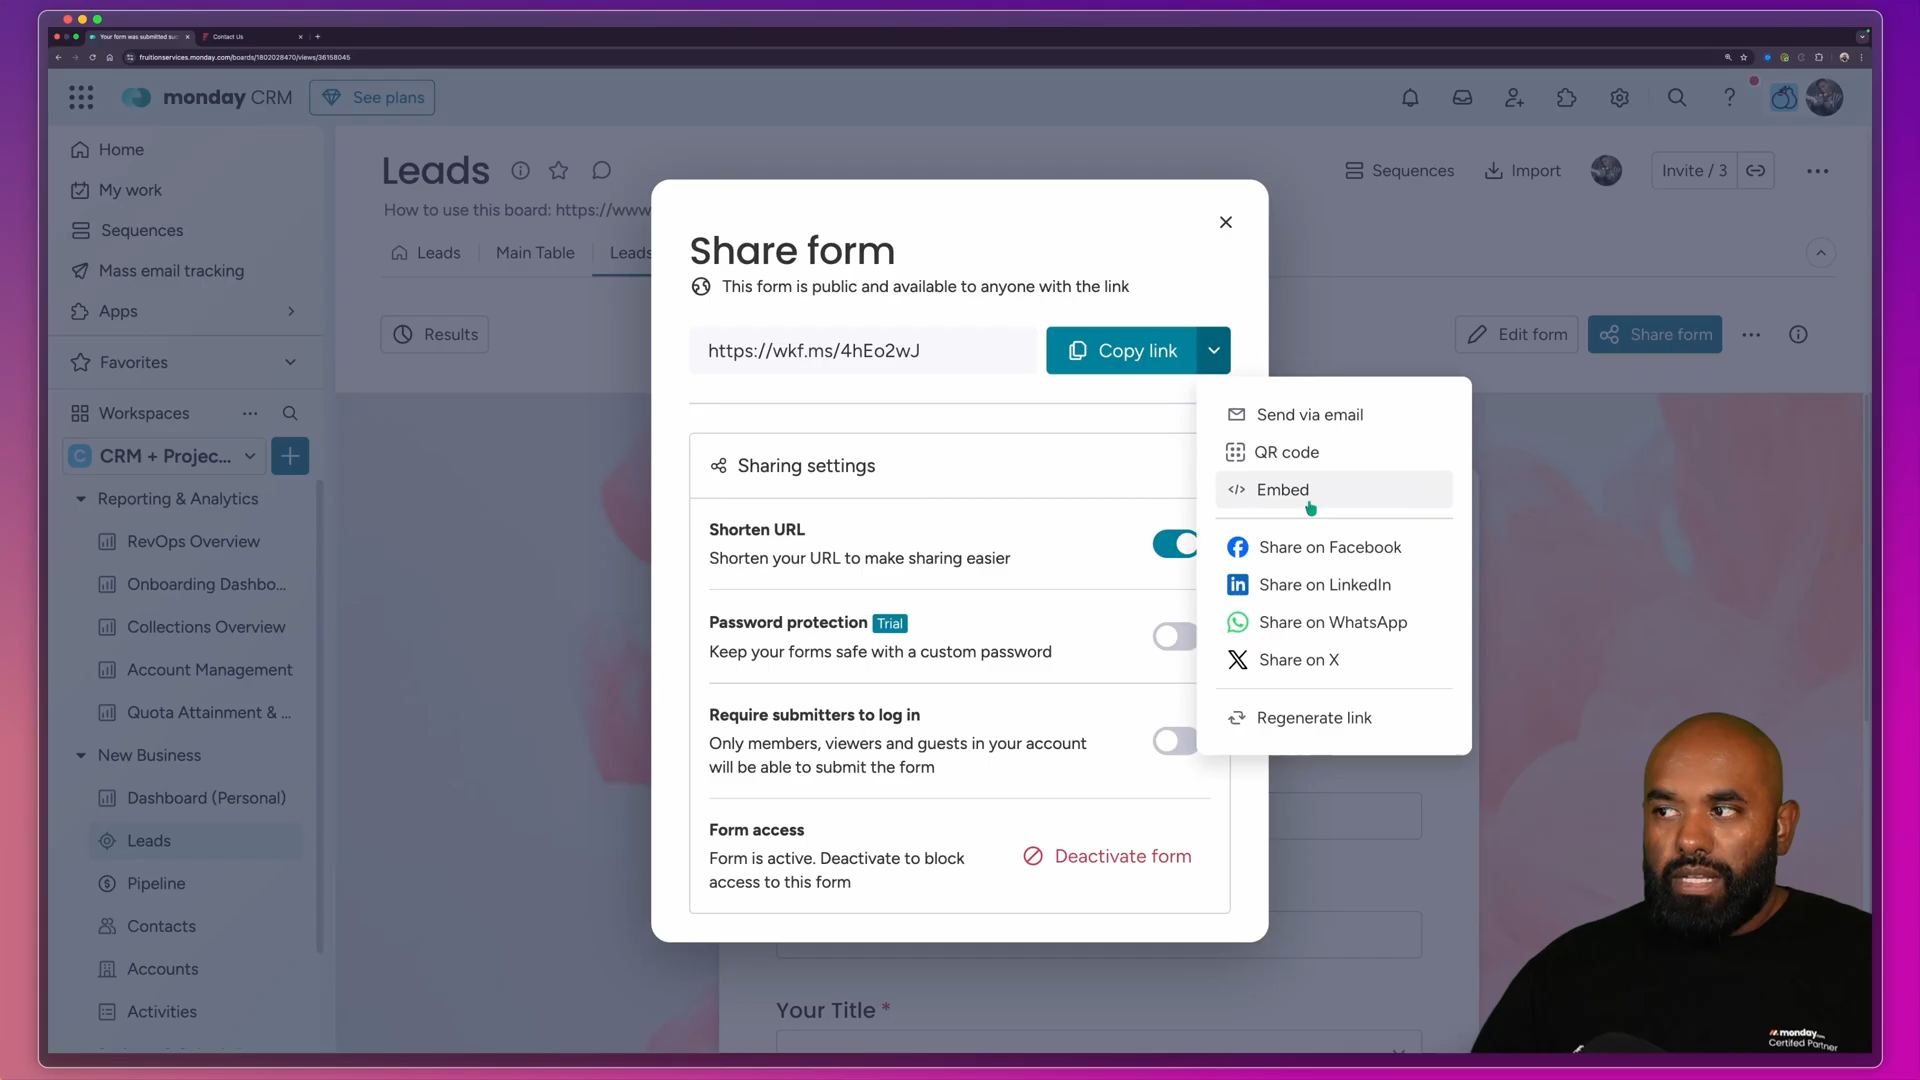 Your form was submitted suc
Contact Us
fruitionservices.monday.com/boards/1802028470/views/36158045
monday CRM
See plans
Home
My work
Sequences
Mass email tracking
Apps
Favorites
Workspaces
C CRM + Projec...
Reporting & Analytics
RevOps Overview
Onboarding Dashbo...
Collections Overview
Account Management
Quota Attainment & ...
New Business
Dashboard (Personal)
Leads
Pipeline
Contacts
Accounts
Activities
Leads
Sequences
Import
Invite / 3
How to use this board: https://www
Leads
Main Table
Leads
Results
Edit form
Share form
Share form
This form is public and available to anyone with the link
https://wkf.ms/4hEo2wJ
Copy link
Send via email
QR code
Embed
Share on Facebook
Share on LinkedIn
Share on WhatsApp
Share on X
Regenerate link
Sharing settings
Shorten URL
Shorten your URL to make sharing easier
Password protection Trial
Keep your forms safe with a custom password
Require submitters to log in
Only members, viewers and guests in your account
will be able to submit the form
Form access
Form is active. Deactivate to block
access to this form
Deactivate form
Your Title *
monday.com
Certified Partner